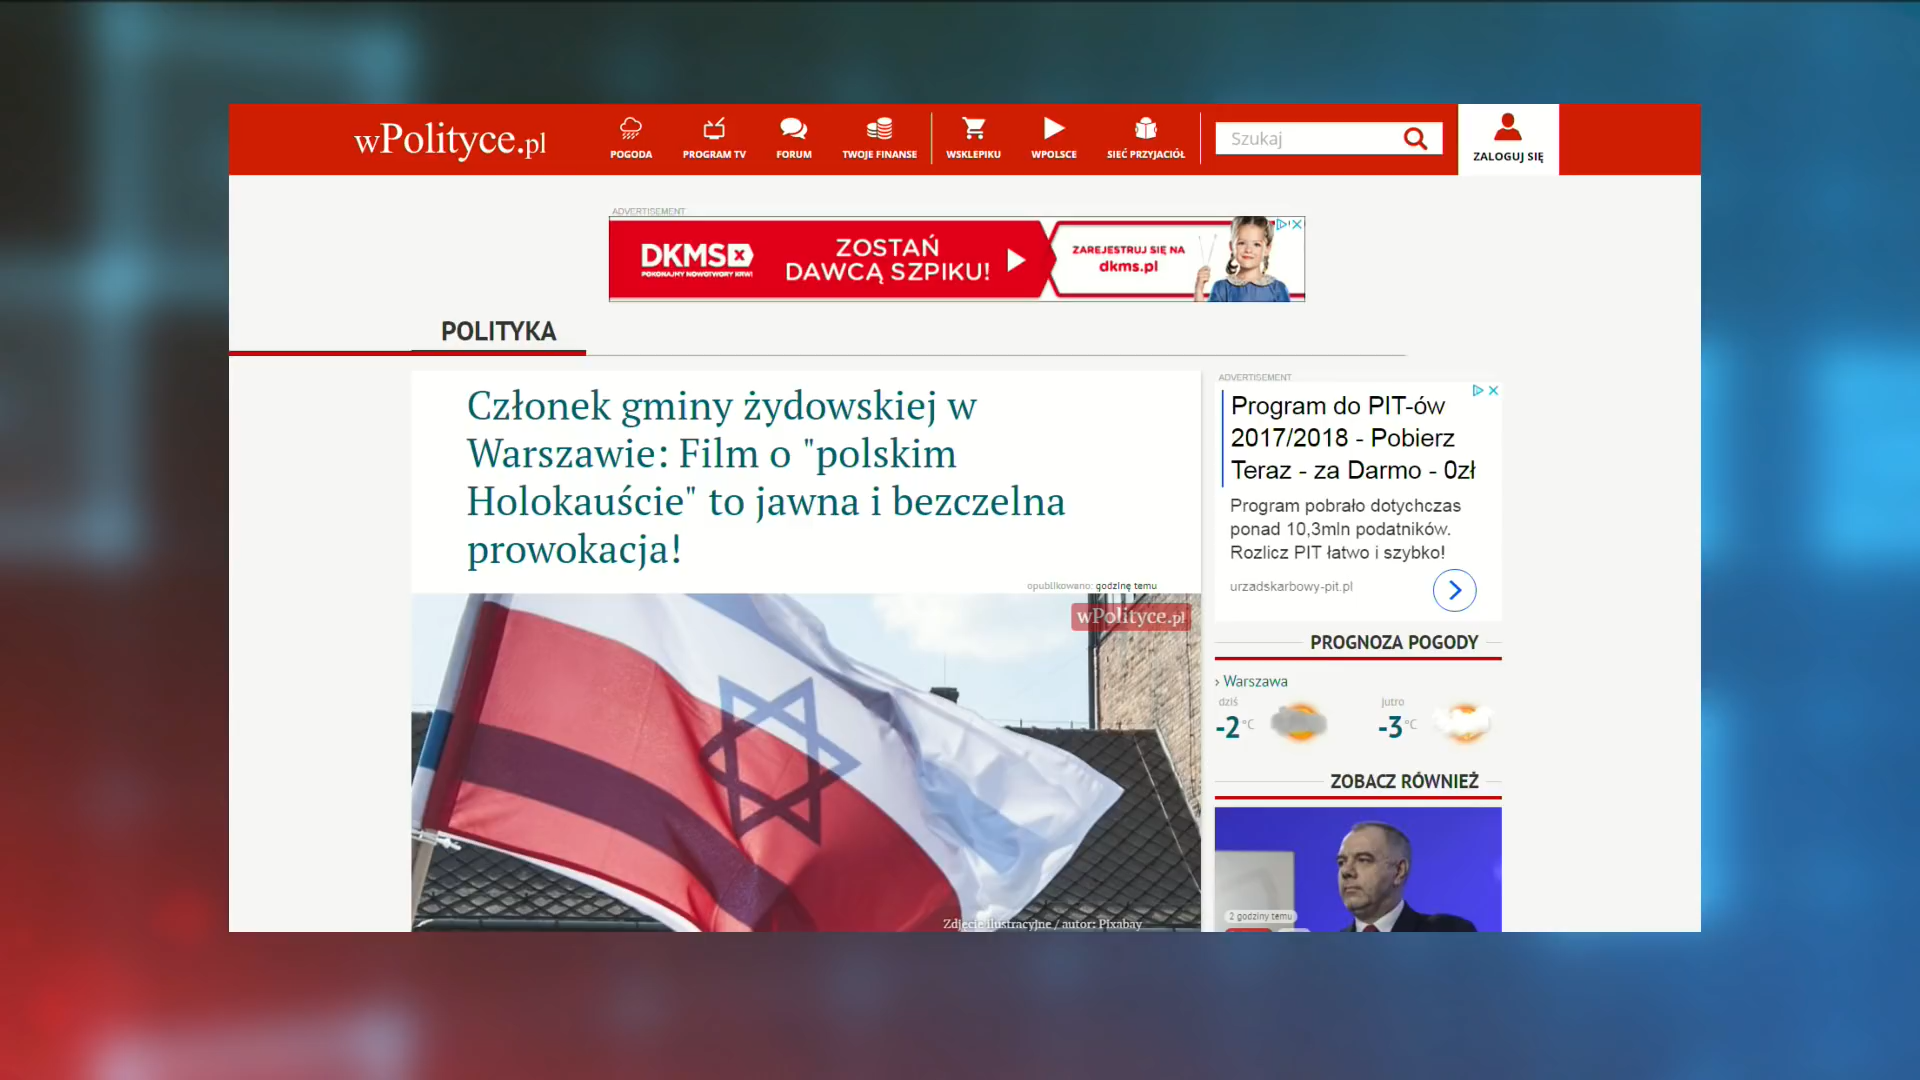 wPolityce.pl
POGODA
PROGRAM TV
FORUM
TWOJE FINANSE
WSKLEPIKU
WPOLSCE
SIEĆ PRZYJACIÓŁ
Szukaj
ZALOGUJ SIĘ
ADVERTISEMENT
DKMS
POKONAJMY NOWOTWORY KRWI
ZOSTAŃ
DAWCĄ SZPIKU!
ZAREJESTRUJ SIĘ NA
dkms.pl
POLITYKA
Członek gminy żydowskiej w
Warszawie: Film o "polskim
Holokauście" to jawna i bezczelna
prowokacja!
opublikowano: godzinę temu
wPolityce.pl
Zdjęcie ilustracyjne / autor: Pixabay
ADVERTISEMENT
Program do PIT-ów
2017/2018 - Pobierz
Teraz - za Darmo - 0zł
Program pobrało dotychczas
ponad 10,3mln podatników.
Rozlicz PIT łatwo i szybko!
urzadskarbowy-pit.pl
PROGNOZA POGODY
› Warszawa
dziś
-2°C
jutro
-3°C
ZOBACZ RÓWNIEŻ
2 godziny temu